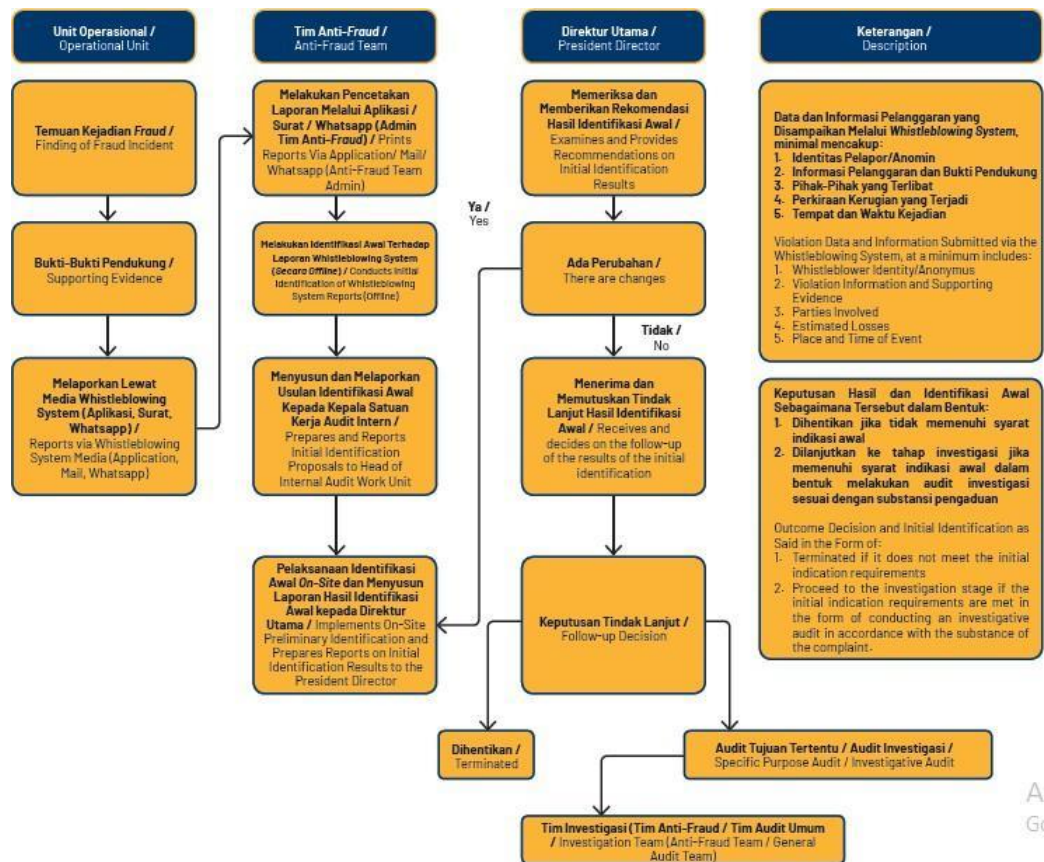 Unit Operasional /
Operational Unit
Temuan Kejadian Fraud /
Finding of Fraud Incident
Bukti-Bukti Pendukung /
Supporting Evidence
Melaporkan Lewat
Media Whistleblowing
System (Aplikasi, Surat,
Whatsapp) /
Reports via Whistleblowing
System Media (Application,
Mail, Whatsapp)
Tim Anti-Fraud /
Anti-Fraud Team
Melakukan Pencetakan
Laporan Melalui Aplikasi /
Surat / Whatsapp (Admin
Tim Anti-Fraud) / Prints
Reports Via Application/ Mail/
Whatsapp (Anti-Fraud Team
Admin)
Melakukan Identifikasi Awal Terhadap
Laporan Whistleblowing System
(Secara Offline) / Conducts Initial
Identification of Whistleblowing
System Reports (Offline)
Menyusun dan Melaporkan
Usulan Identifikasi Awal
Kepada Kepala Satuan
Kerja Audit Intern /
Prepares and Reports
Initial Identification
Proposals to Head of
Internal Audit Work Unit
Pelaksanaan Identifikasi
Awal On-Site dan Menyusun
Laporan Hasil Identifikasi
Awal kepada Direktur
Utama / Implements On-Site
Preliminary Identification and
Prepares Reports on Initial
Identification Results to the
President Director
Direktur Utama /
President Director
Memeriksa dan
Memberikan Rekomendasi
Hasil Identifikasi Awal /
Examines and Provides
Recommendations on
Initial Identification
Results
Ya /
Yes
Ada Perubahan /
There are changes
Tidak /
No
Menerima dan
Memutuskan Tindak
Lanjut Hasil Identifikasi
Awal / Receives and
decides on the follow-up
of the results of the initial
identification
Keputusan Tindak Lanjut /
Follow-up Decision
Dihentikan /
Terminated
Audit Tujuan Tertentu / Audit Investigasi /
Specific Purpose Audit / Investigative Audit
Tim Investigasi (Tim Anti-Fraud / Tim Audit Umum
/ Investigation Team (Anti-Fraud Team / General
Audit Team)
Keterangan /
Description
Data dan Informasi Pelanggaran yang
Disampaikan Melalui Whistleblowing System,
minimal mencakup:
1. Identitas Pelapor/Anomin
2. Informasi Pelanggaran dan Bukti Pendukung
3. Pihak-Pihak yang Terlibat
4. Perkiraan Kerugian yang Terjadi
5. Tempat dan Waktu Kejadian
Violation Data and Information Submitted via the
Whistleblowing System, at a minimum includes:
1. Whistleblower Identity/Anonymus
2. Violation Information and Supporting
Evidence
3. Parties Involved
4. Estimated Losses
5. Place and Time of Event
Keputusan Hasil dan Identifikasi Awal
Sebagaimana Tersebut dalam Bentuk:
1. Dihentikan jika tidak memenuhi syarat
indikasi awal
2. Dilanjutkan ke tahap investigasi jika
memenuhi syarat indikasi awal dalam
bentuk melakukan audit investigasi
sesuai dengan substansi pengaduan
Outcome Decision and Initial Identification as
Said in the Form of:
1. Terminated if it does not meet the initial
indication requirements
2. Proceed to the investigation stage if the
initial indication requirements are met in
the form of conducting an investigative
audit in accordance with the substance of
the complaint.
A
Go